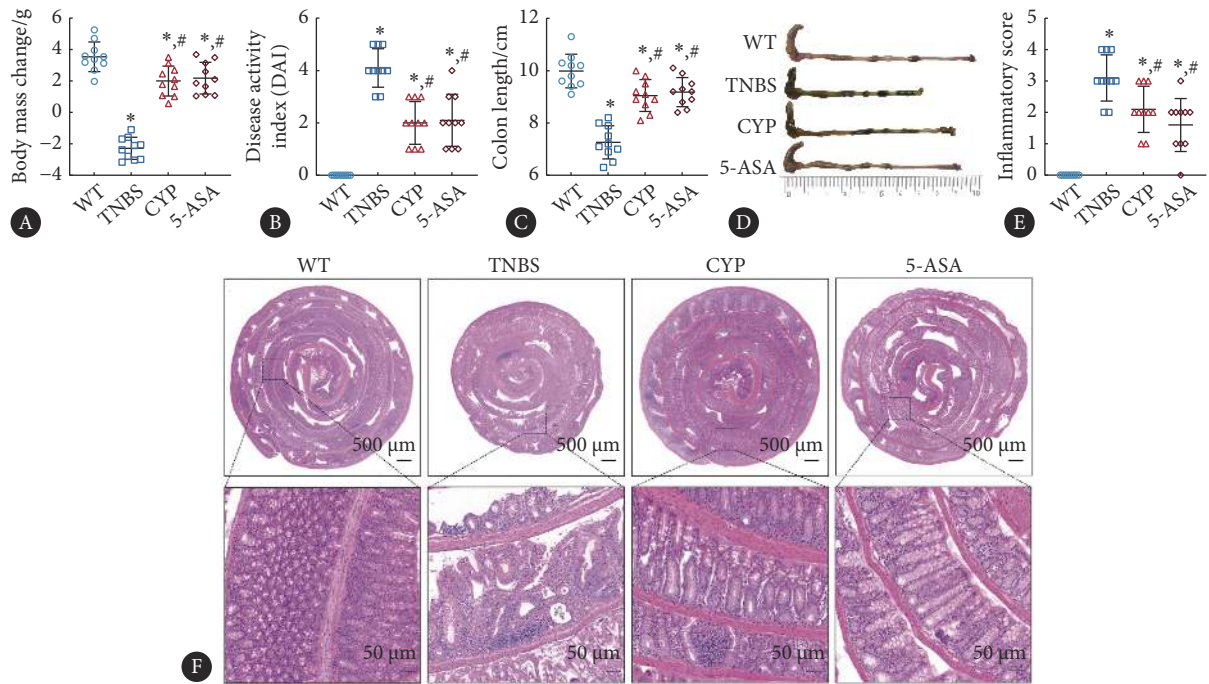 Body mass change/g
6
4
2
0
−2
−4
*
*,#
*,#
WT
TNBS
CYP
5-ASA
A
Disease activity
index (DAI)
6
4
2
0
*
*,#
*,#
WT
TNBS
CYP
5-ASA
B
Colon length/cm
12
10
8
6
*
*,#
*,#
WT
TNBS
CYP
5-ASA
C
WT
TNBS
CYP
5-ASA
D
Inflammatory score
5
4
3
2
1
0
*
*,#
*,#
WT
TNBS
CYP
5-ASA
E
WT
TNBS
CYP
5-ASA
500 μm
500 μm
500 μm
500 μm
50 μm
50 μm
50 μm
50 μm
F